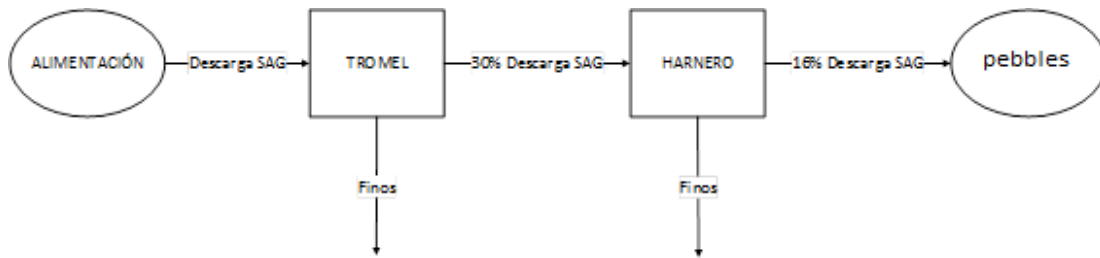 ALIMENTACIÓN
Descarga SAG
TROMEL
30% Descarga SAG
HARNERO
16% Descarga SAG
pebbles
Finos
Finos